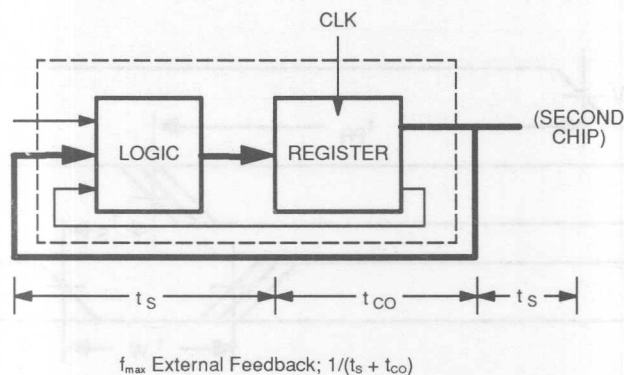 CLK
(SECOND
CHIP)
LOGIC
REGISTER
tS
tCO
tS
fmax External Feedback; 1/(tS + tCO)